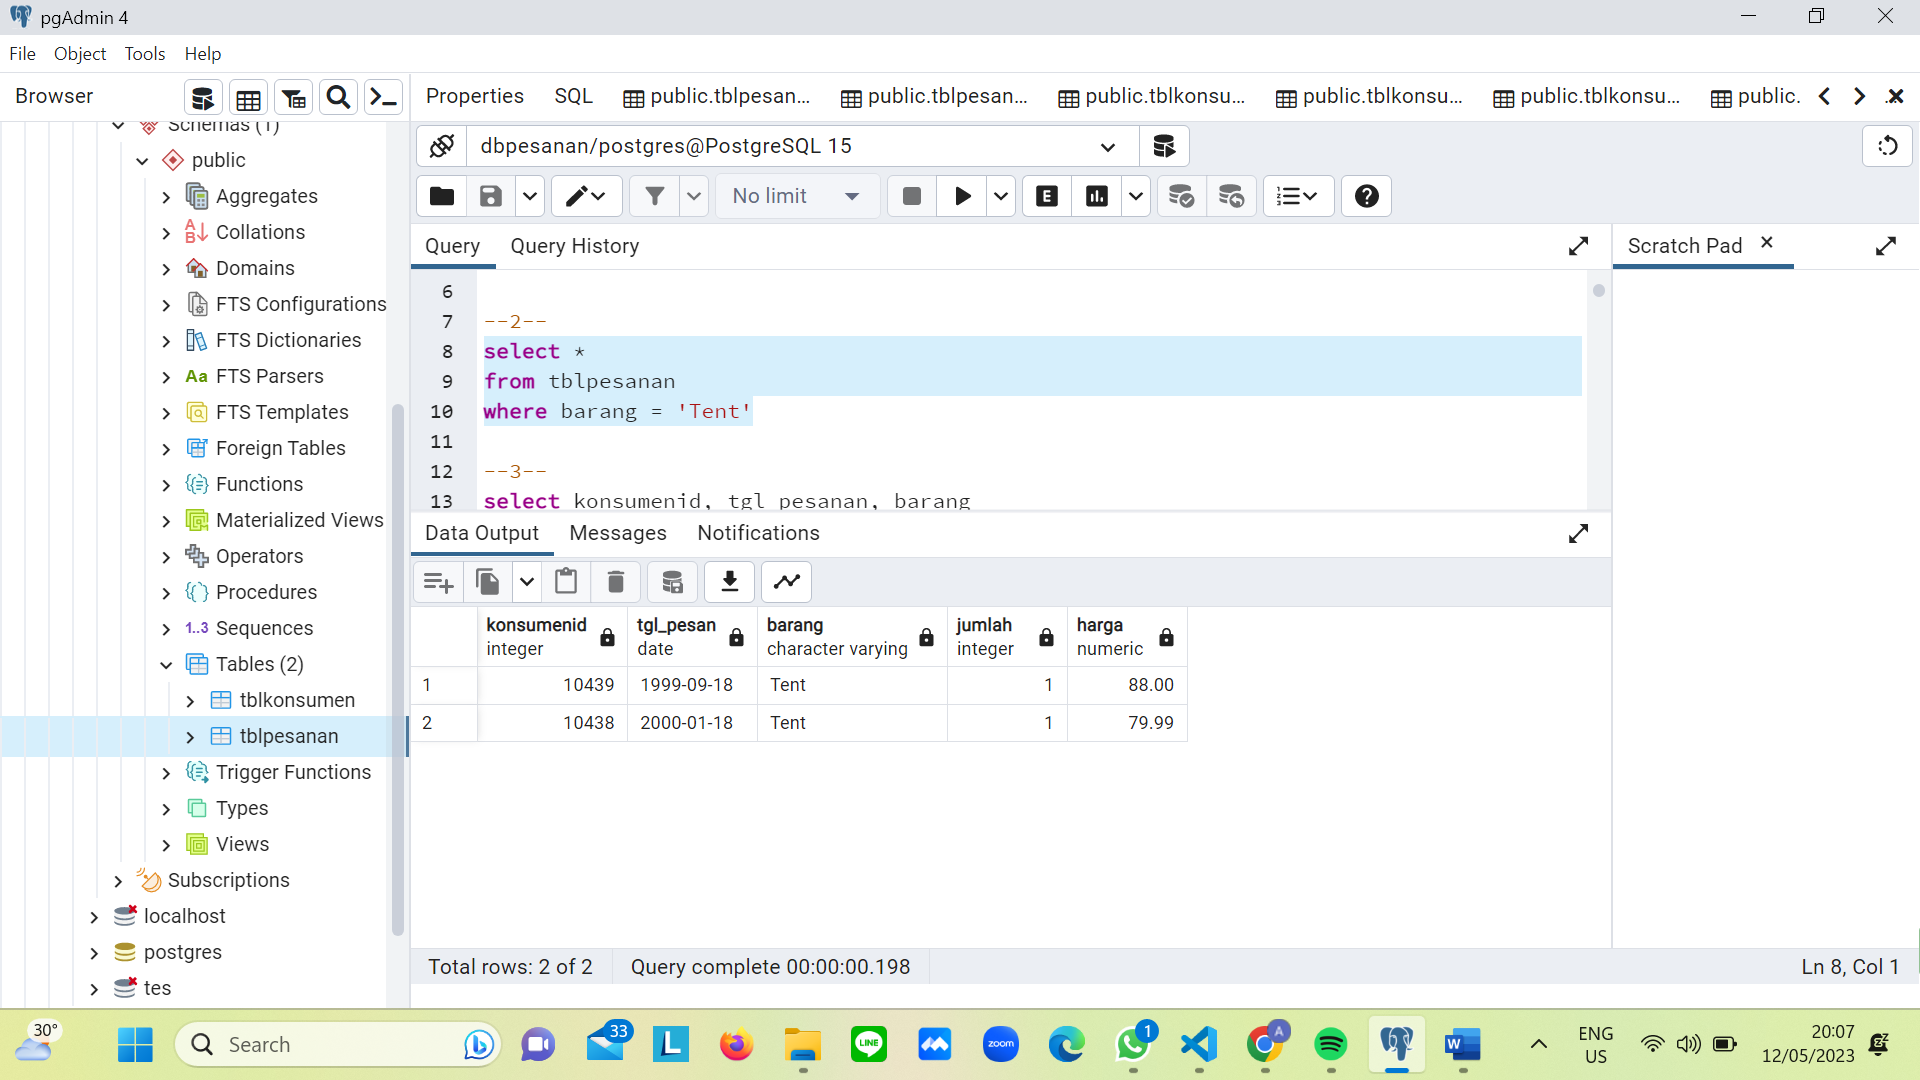 pgAdmin 4
File Object Tools Help
Browser
Properties SQL public.tblpesan... public.tblpesan... public.tblkonsu... public.tblkonsu... public.tblkonsu... public.
Schemas (1)
public
Aggregates
Collations
Domains
FTS Configurations
FTS Dictionaries
Aa FTS Parsers
FTS Templates
Foreign Tables
Functions
Materialized Views
Operators
Procedures
1..3 Sequences
Tables (2)
tblkonsumen
tblpesanan
Trigger Functions
Types
Views
Subscriptions
localhost
postgres
tes
dbpesanan/postgres@PostgreSQL 15
No limit
E
Query Query History
Scratch Pad
6
7 --2--
8 select *
9 from tblpesanan
10 where barang = 'Tent'
11
12 --3--
13 select konsumenid, tgl_pesanan, barang
Data Output Messages Notifications
konsumenid tgl_pesan barang jumlah harga
integer date character varying integer numeric
1 10439 1999-09-18 Tent 1 88.00
2 10438 2000-01-18 Tent 1 79.99
Total rows: 2 of 2 Query complete 00:00:00.198 Ln 8, Col 1
30° Search 33 L LINE zoom 1 A W ENG 20:07
US 12/05/2023